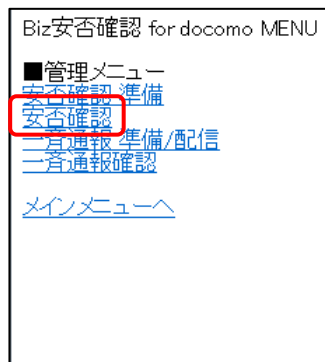 Biz安否確認 for docomo MENU
■管理メニュー
安否確認 準備
安否確認
一斉通報 準備/配信
一斉通報確認
メインメニューへ